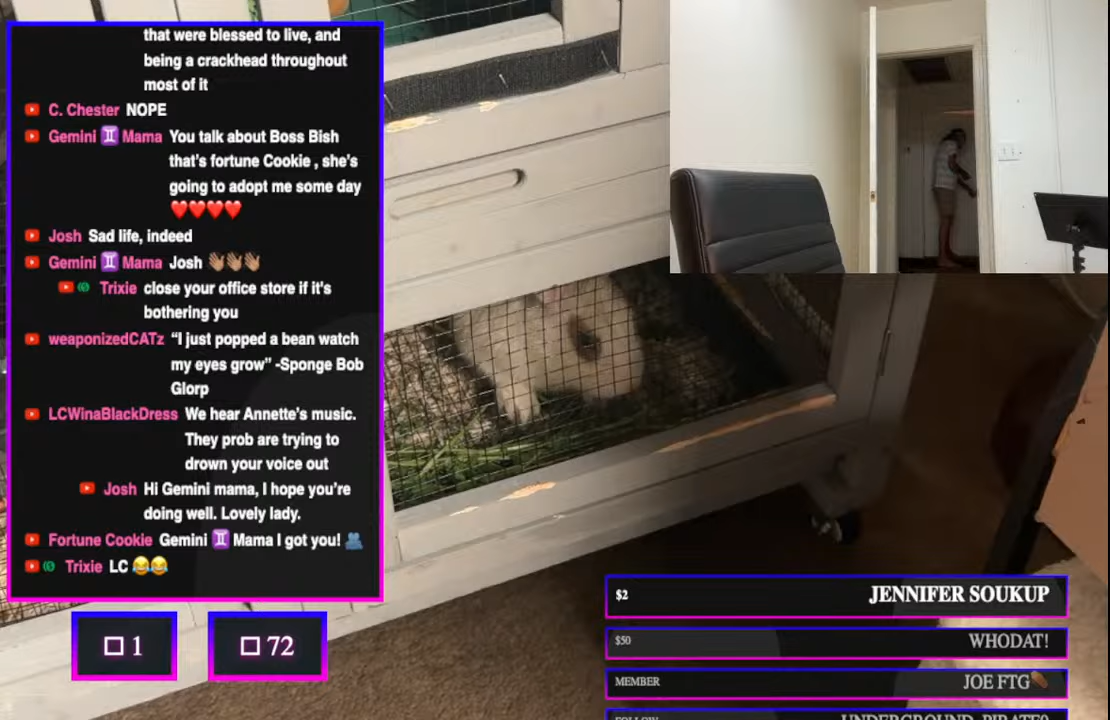 that were blessed to live, and
being a crackhead throughout
most of it
C. Chester NOPE
Gemini ♊ Mama You talk about Boss Bish
that's fortune Cookie , she's
going to adopt me some day
❤️❤️❤️❤️
Josh Sad life, indeed
Gemini ♊ Mama Josh 👋🏽👋🏽👋🏽
Trixie close your office store if it's
bothering you
weaponizedCATz “I just popped a bean watch
my eyes grow” -Sponge Bob
Glorp
LCWinaBlackDress We hear Annette's music.
They prob are trying to
drown your voice out
Josh Hi Gemini mama, I hope you're
doing well. Lovely lady.
Fortune Cookie Gemini ♊ Mama I got you! 🫂
Trixie LC 😂😂
1
72
$2 JENNIFER SOUKUP
$50 WHODAT!
MEMBER JOE FTG⚰️